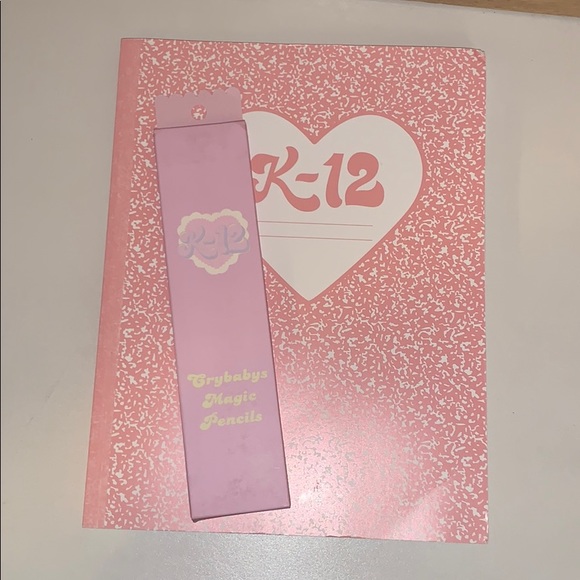 K-12
K-12
Crybabys
Magic
Pencils